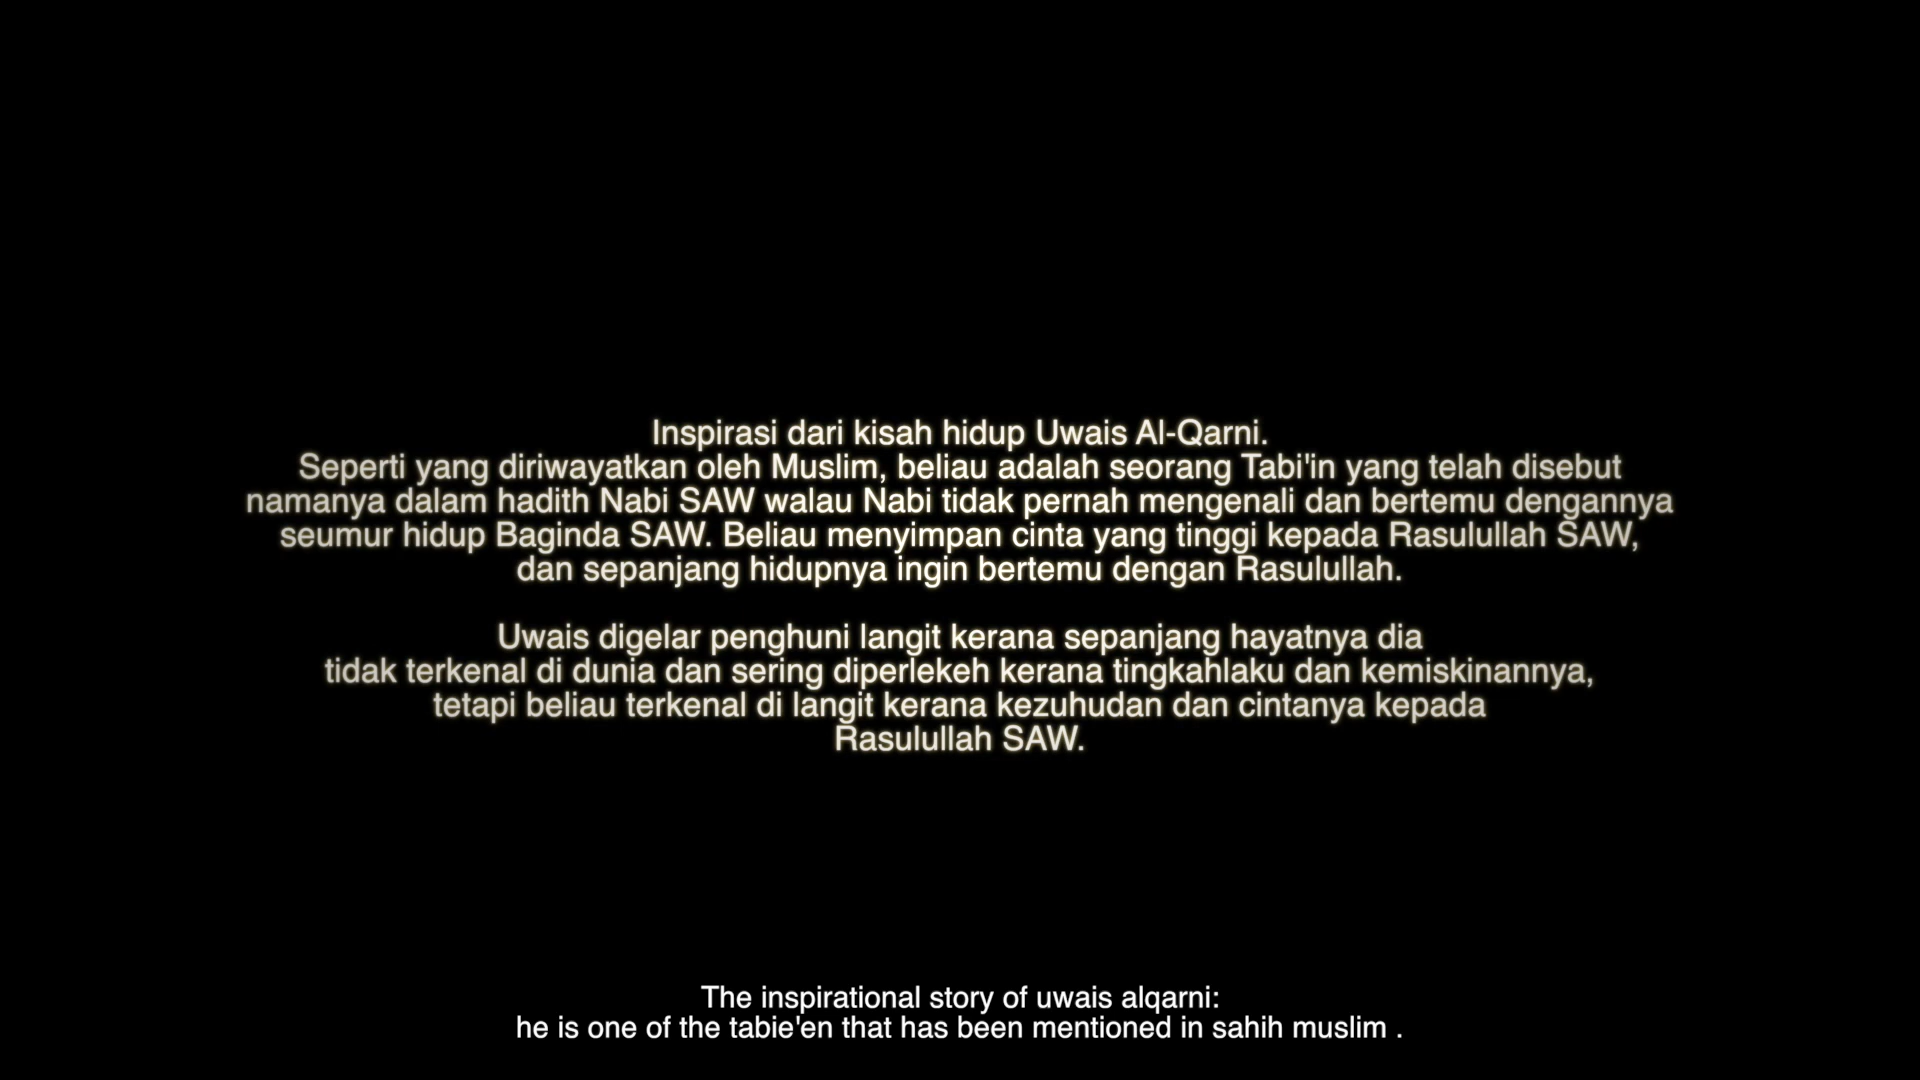 Inspirasi dari kisah hidup Uwais Al-Qarni.
Seperti yang diriwayatkan oleh Muslim, beliau adalah seorang Tabi'in yang telah disebut
namanya dalam hadith Nabi SAW walau Nabi tidak pernah mengenali dan bertemu dengannya
seumur hidup Baginda SAW. Beliau menyimpan cinta yang tinggi kepada Rasulullah SAW,
dan sepanjang hidupnya ingin bertemu dengan Rasulullah.
Uwais digelar penghuni langit kerana sepanjang hayatnya dia
tidak terkenal di dunia dan sering diperlekeh kerana tingkahlaku dan kemiskinannya,
tetapi beliau terkenal di langit kerana kezuhudan dan cintanya kepada
Rasulullah SAW.
The inspirational story of uwais alqarni:
he is one of the tabie'en that has been mentioned in sahih muslim .